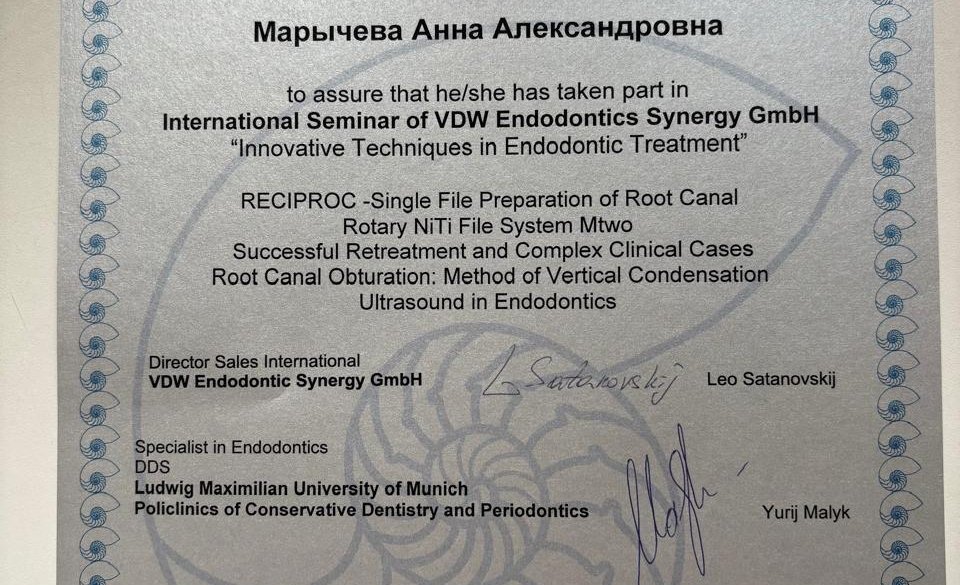 Марычева Анна Александровна
to assure that he/she has taken part in
International Seminar of VDW Endodontics Synergy GmbH
“Innovative Techniques in Endodontic Treatment”
RECIPROC -Single File Preparation of Root Canal
Rotary NiTi File System Mtwo
Successful Retreatment and Complex Clinical Cases
Root Canal Obturation: Method of Vertical Condensation
Ultrasound in Endodontics
Director Sales International
VDW Endodontic Synergy GmbH
L Satanovskij
Leo Satanovskij
Specialist in Endodontics
DDS
Ludwig Maximilian University of Munich
Policlinics of Conservative Dentistry and Periodontics
Yurij Malyk